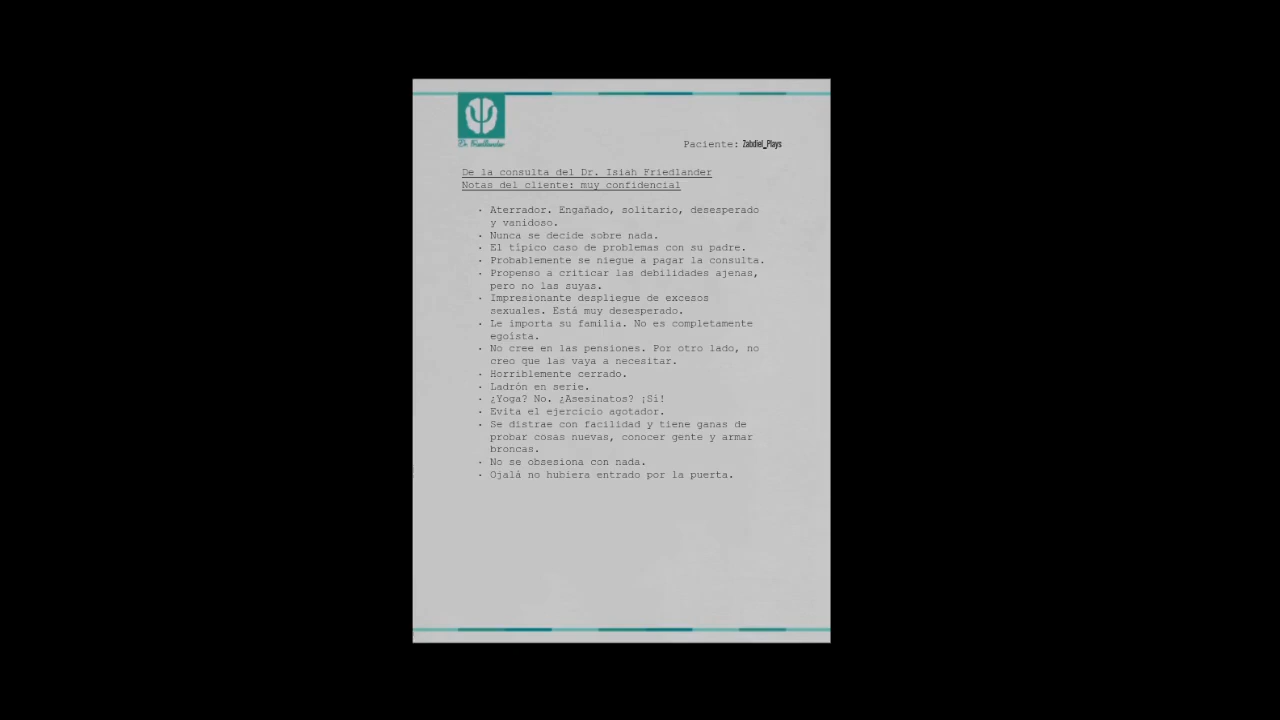 Dr. Friedlander
Paciente: Zabdiel_Plays
De la consulta del Dr. Isiah Friedlander
Notas del cliente: muy confidencial
· Aterrador. Engañado, solitario, desesperado
y vanidoso.
· Nunca se decide sobre nada.
· El típico caso de problemas con su padre.
· Probablemente se niegue a pagar la consulta.
· Propenso a criticar las debilidades ajenas,
pero no las suyas.
· Impresionante despliegue de excesos
sexuales. Está muy desesperado.
· Le importa su familia. No es completamente
egoísta.
· No cree en las pensiones. Por otro lado, no
creo que las vaya a necesitar.
· Horriblemente cerrado.
· Ladrón en serie.
· ¿Yoga? No. ¿Asesinatos? ¡Sí!
· Evita el ejercicio agotador.
· Se distrae con facilidad y tiene ganas de
probar cosas nuevas, conocer gente y armar
broncas.
· No se obsesiona con nada.
· Ojalá no hubiera entrado por la puerta.